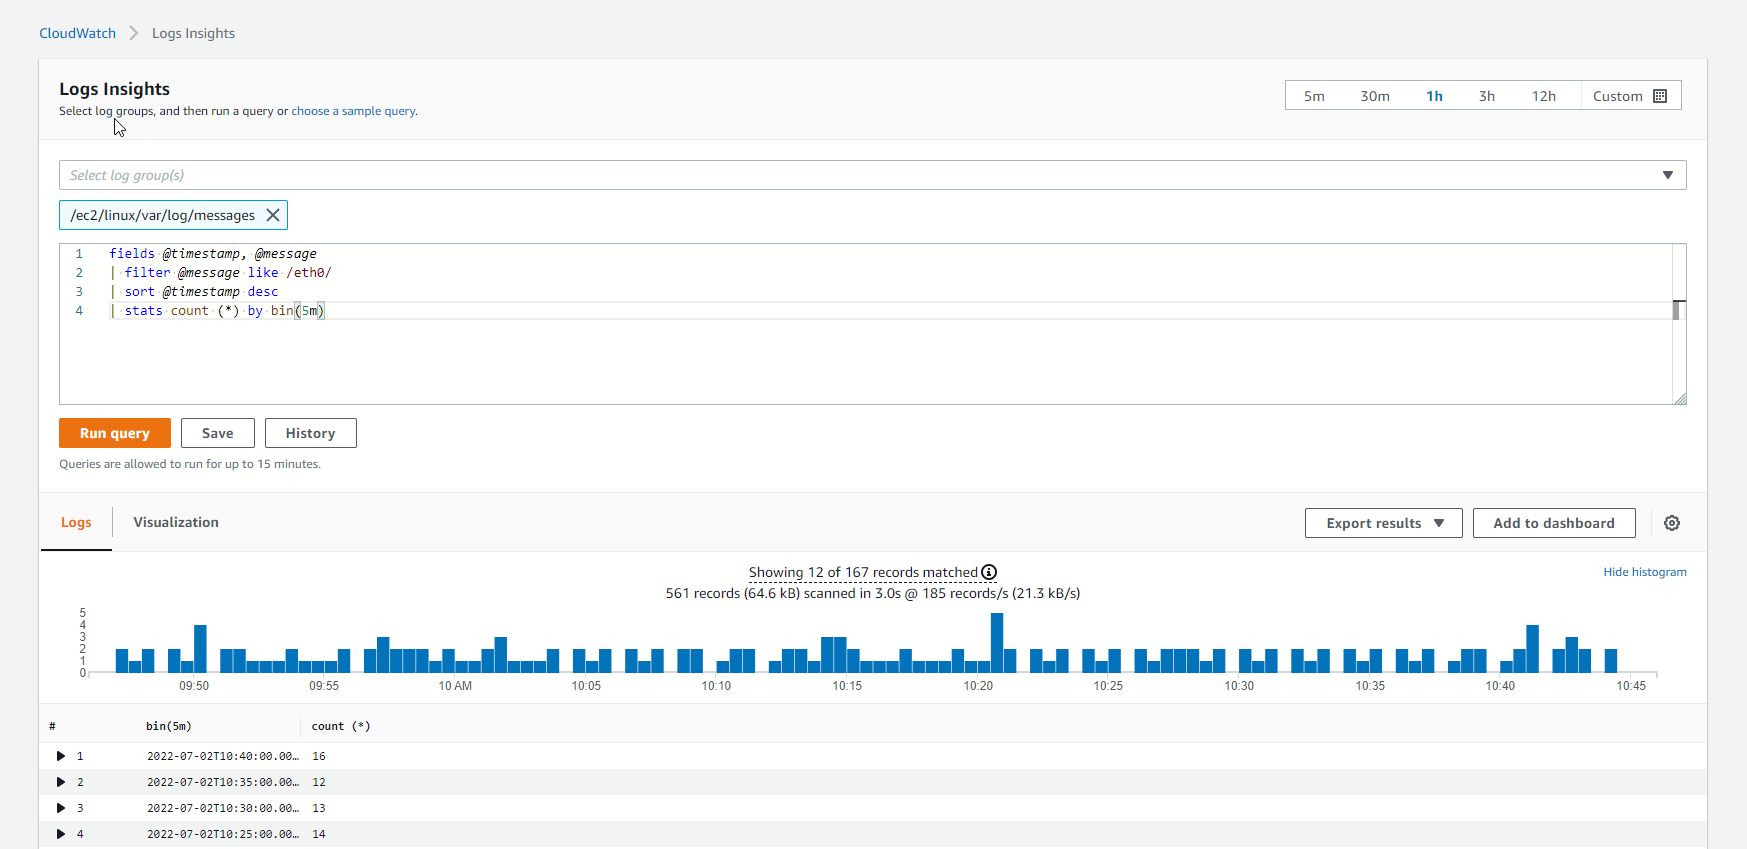 CloudWatch > Logs Insights
Logs Insights
Select log groups, and then run a query or choose a sample query.
5m 30m 1h 3h 12h Custom
Select log group(s)
/ec2/linux/var/log/messages
1 fields @timestamp, @message
2 | filter @message like /eth0/
3 | sort @timestamp desc
4 | stats count (*) by bin(5m)
Run query Save History
Queries are allowed to run for up to 15 minutes.
Logs Visualization Export results Add to dashboard
Showing 12 of 167 records matched
Hide histogram
561 records (64.6 kB) scanned in 3.0s @ 185 records/s (21.3 kB/s)
5
4
3
2
1
0
09:50 09:55 10 AM 10:05 10:10 10:15 10:20 10:25 10:30 10:35 10:40 10:45
# bin(5m) count (*)
1 2022-07-02T10:40:00.00… 16
2 2022-07-02T10:35:00.00… 12
3 2022-07-02T10:30:00.00… 13
4 2022-07-02T10:25:00.00… 14